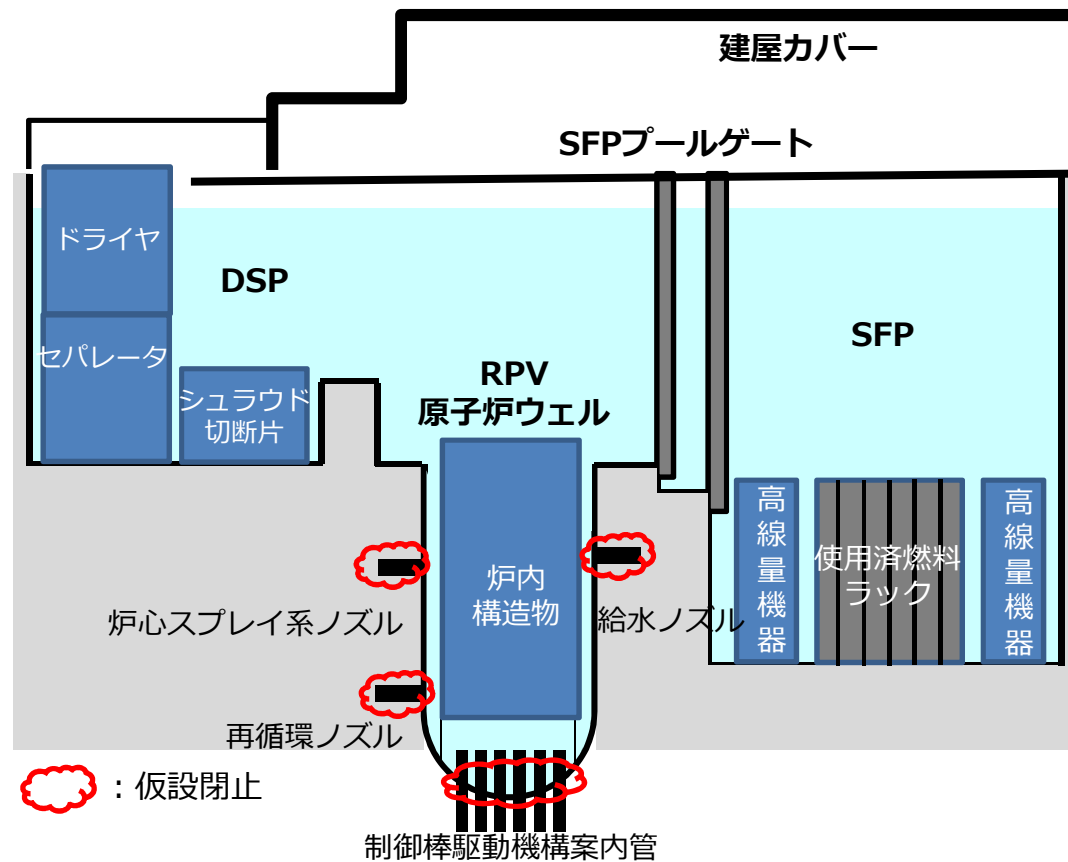 建屋カバー
SFPプールゲート
ドライヤ
DSP
SFP
セパレータ
RPV
原子炉ウェル
シュラウド
切断片
高線量機器
使用済燃料
ラック
高線量機器
炉内
構造物
炉心スプレイ系ノズル
給水ノズル
再循環ノズル
：仮設閉止
制御棒駆動機構案内管